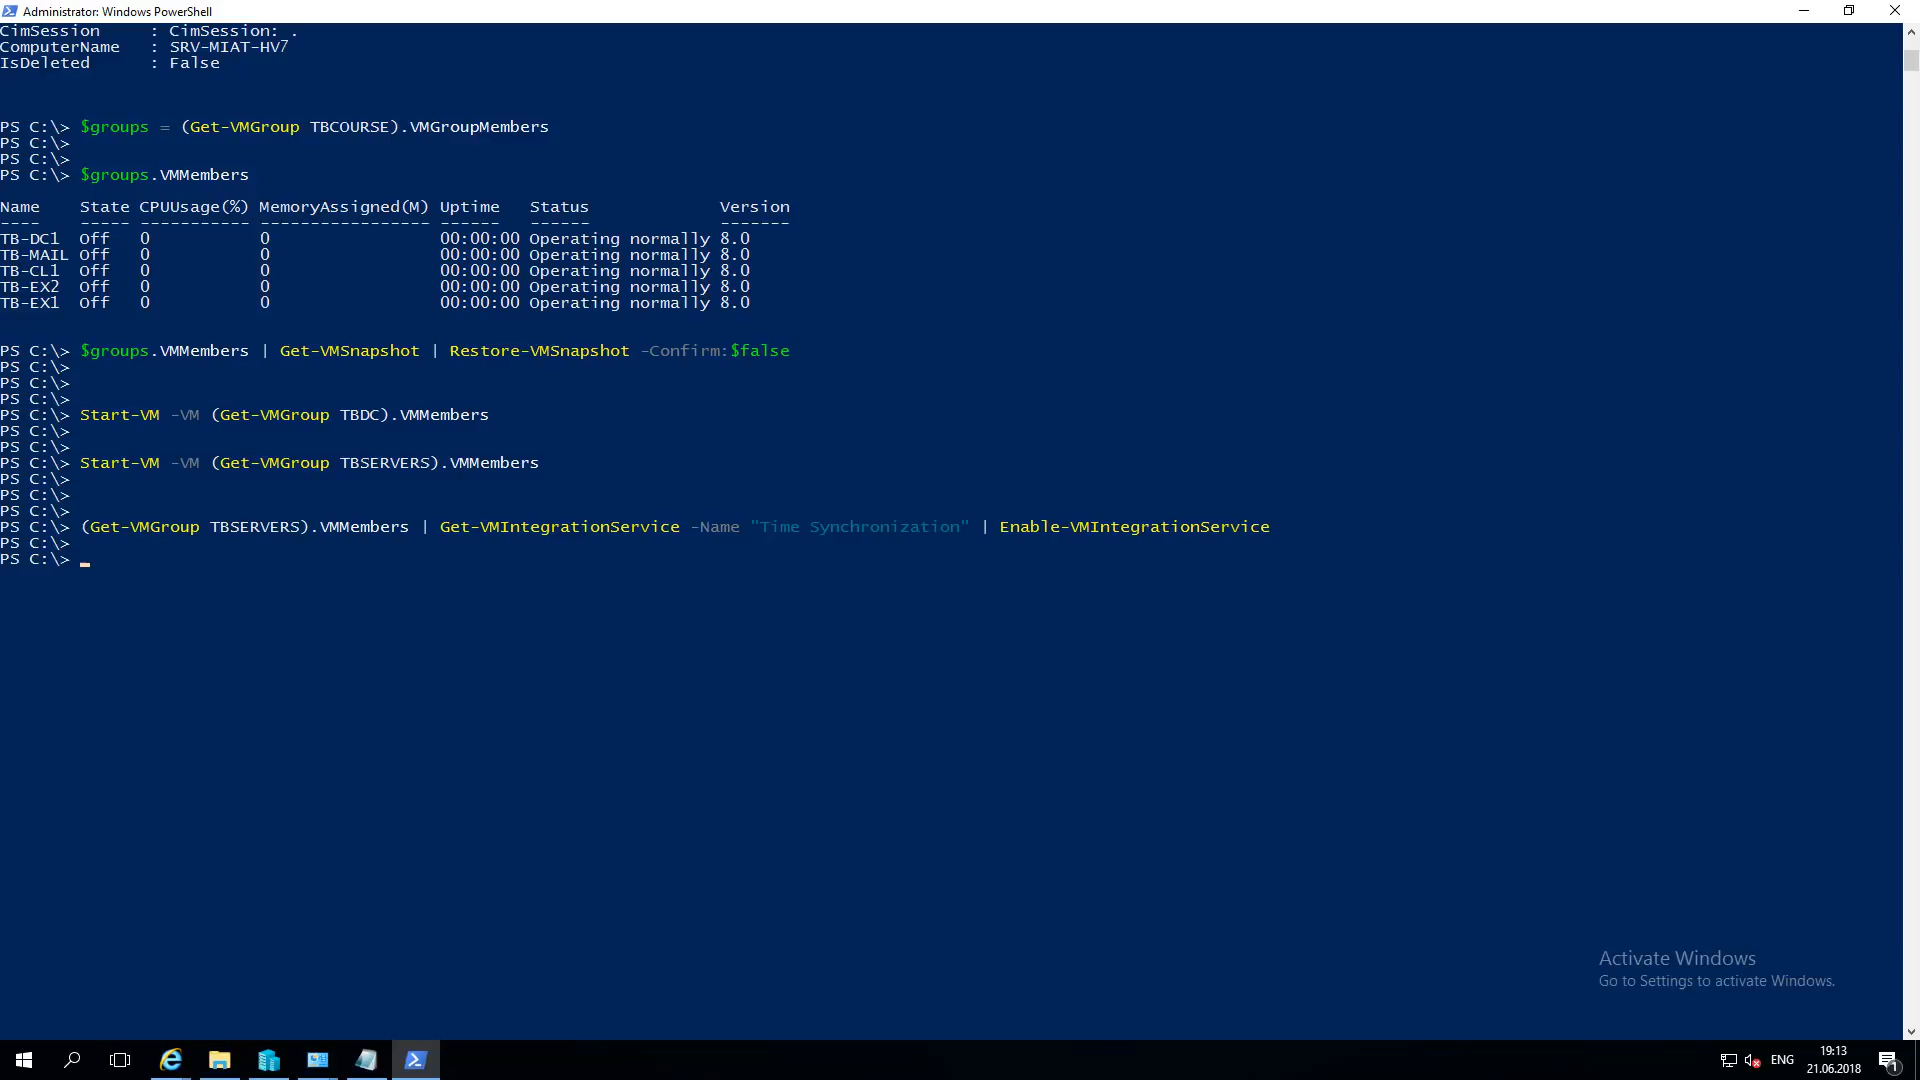 Administrator: Windows PowerShell
CimSession     : CimSession: .
ComputerName   : SRV-MIAT-HV7
IsDeleted      : False
PS C:\> $groups = (Get-VMGroup TBCOURSE).VMGroupMembers
PS C:\>
PS C:\>
PS C:\> $groups.VMMembers
Name    State CPUUsage(%) MemoryAssigned(M) Uptime   Status             Version
----    ----- ----------- ----------------- ------   ------             -------
TB-DC1  Off   0           0                 00:00:00 Operating normally 8.0
TB-MAIL Off   0           0                 00:00:00 Operating normally 8.0
TB-CL1  Off   0           0                 00:00:00 Operating normally 8.0
TB-EX2  Off   0           0                 00:00:00 Operating normally 8.0
TB-EX1  Off   0           0                 00:00:00 Operating normally 8.0
PS C:\> $groups.VMMembers | Get-VMSnapshot | Restore-VMSnapshot -Confirm:$false
PS C:\>
PS C:\>
PS C:\>
PS C:\> Start-VM -VM (Get-VMGroup TBDC).VMMembers
PS C:\>
PS C:\>
PS C:\> Start-VM -VM (Get-VMGroup TBSERVERS).VMMembers
PS C:\>
PS C:\>
PS C:\>
PS C:\> (Get-VMGroup TBSERVERS).VMMembers | Get-VMIntegrationService -Name "Time Synchronization" | Enable-VMIntegrationService
PS C:\>
PS C:\> _
Activate Windows
Go to Settings to activate Windows.
ENG
19:13
21.06.2018
1